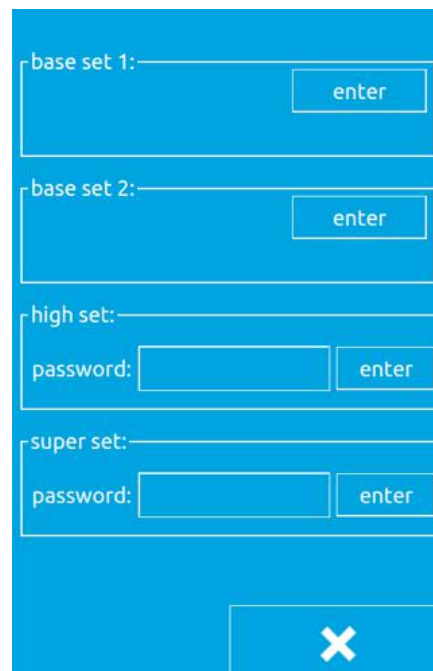 base set 1:
enter
base set 2:
enter
high set:
password:
enter
super set:
password:
enter